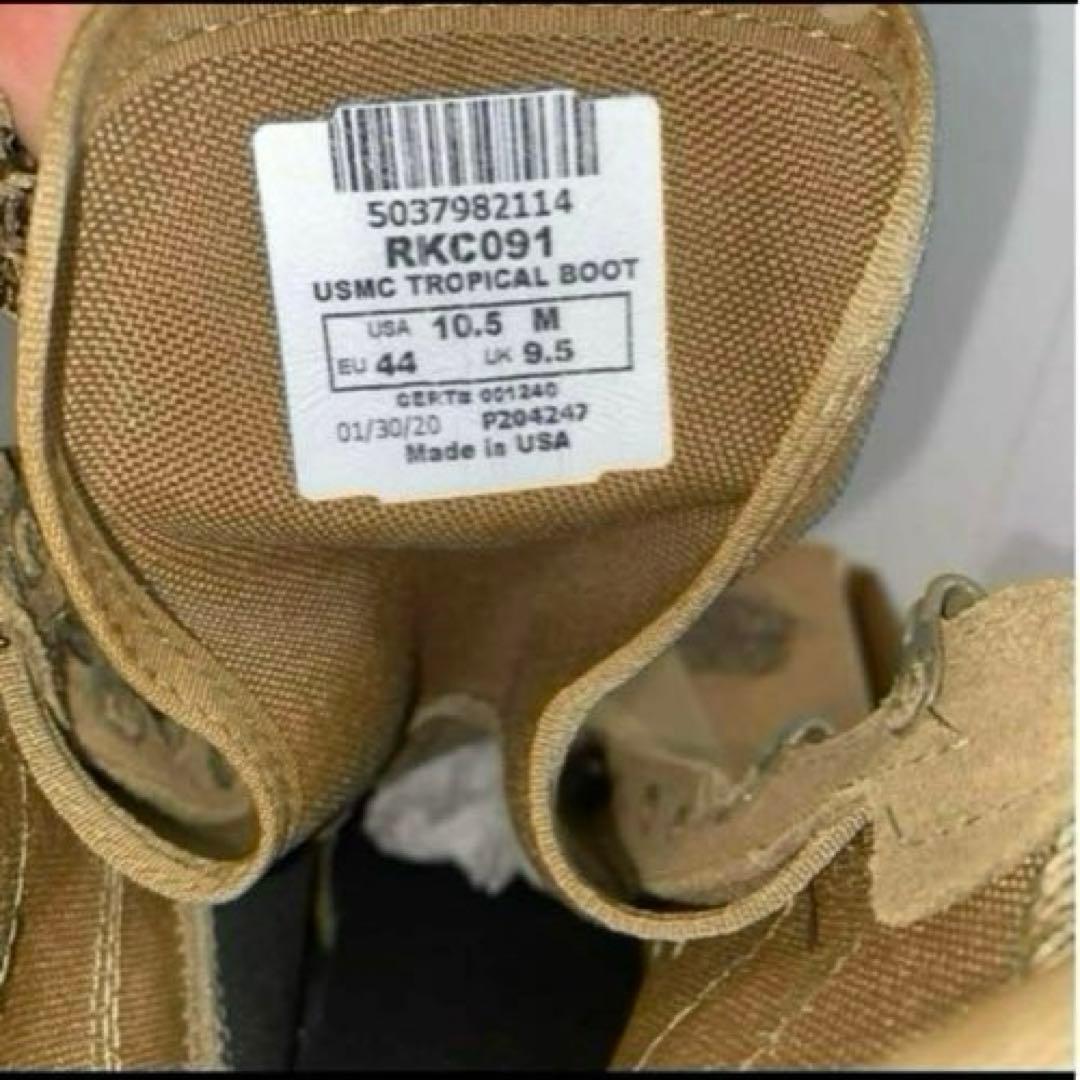 5037982114
RKC091
USMC TROPICAL BOOT
USA 10.5 M
EU 44 UK 9.5
CERT# 001240
01/30/20 P204247
Made in USA